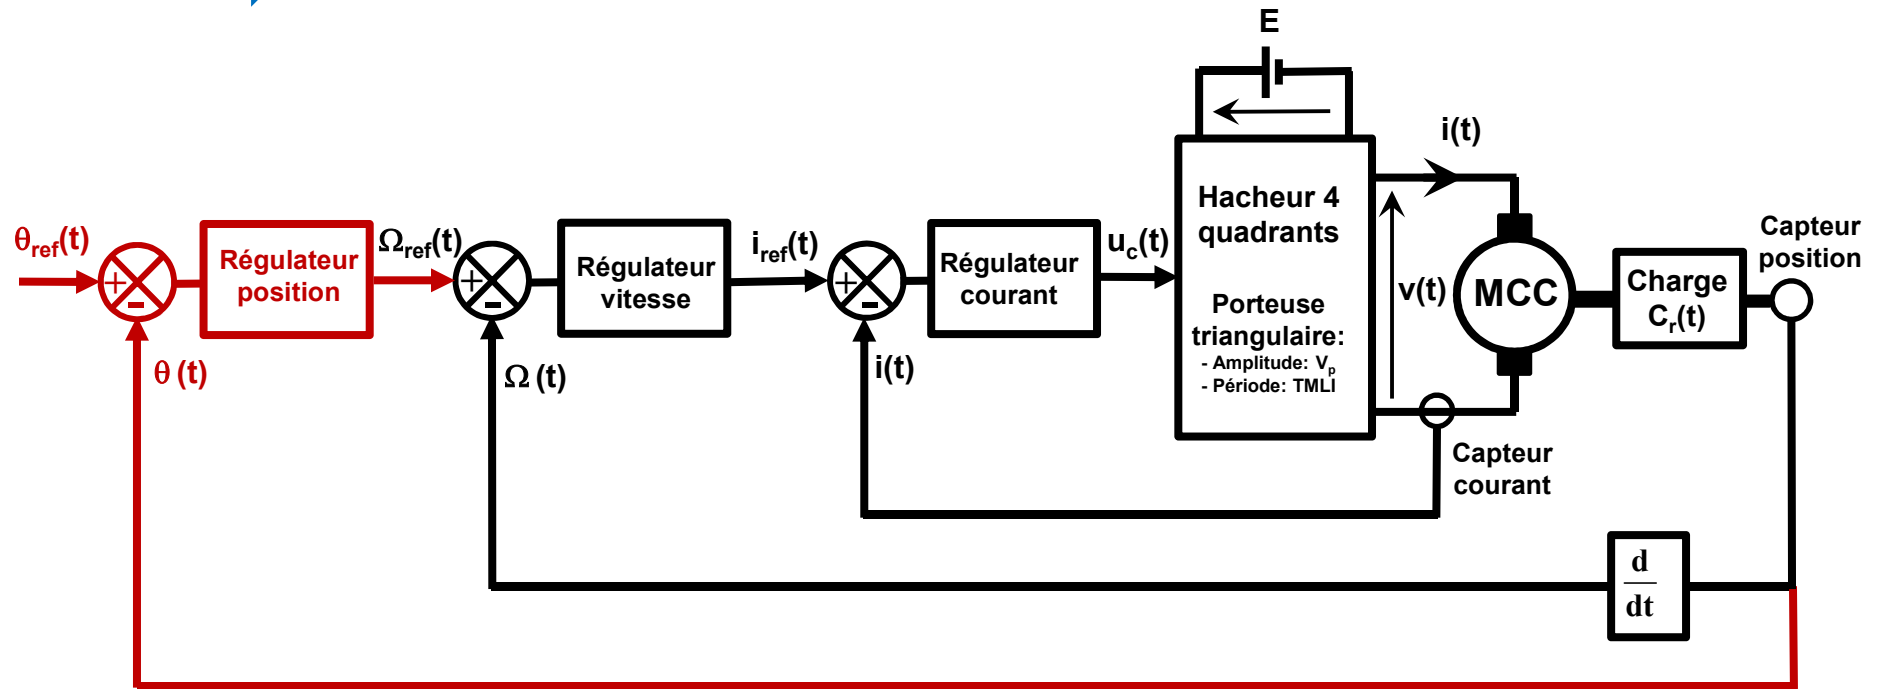 E
i(t)
θref(t)
+
-
Régulateur
position
Ωref(t)
+
-
Régulateur
vitesse
iref(t)
+
-
Régulateur
courant
uc(t)
Hacheur 4
quadrants
Porteuse
triangulaire:
- Amplitude: Vp
- Période: TMLI
v(t)
MCC
Charge
Cr(t)
Capteur
position
θ (t)
Ω (t)
i(t)
Capteur
courant
d
dt